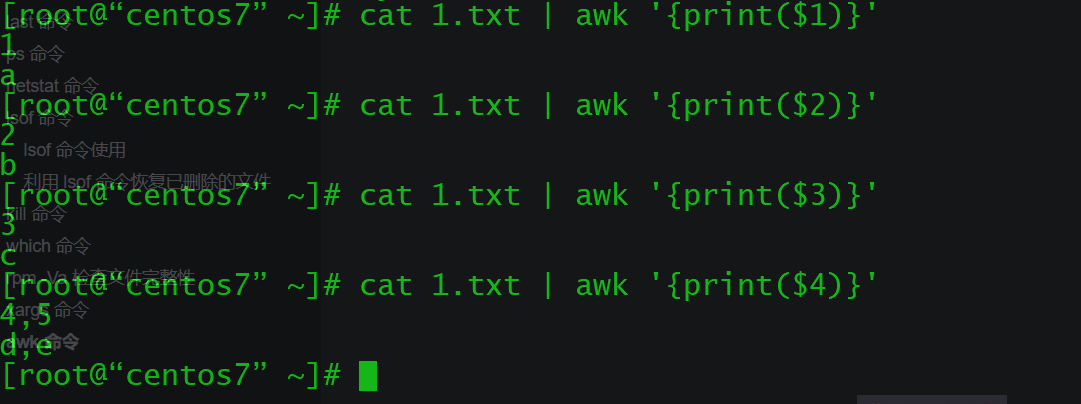 [root@“centos7” ~]# cat 1.txt | awk '{print($1)}'
last 命令
1
ps 命令
a
netstat 命令
[root@“centos7” ~]# cat 1.txt | awk '{print($2)}'
lsof 命令
2
lsof 命令使用
b
利用 lsof 命令恢复已删除的文件
[root@“centos7” ~]# cat 1.txt | awk '{print($3)}'
kill 命令
3
which 命令
c
rpm -Va 检查文件完整性
[root@“centos7” ~]# cat 1.txt | awk '{print($4)}'
xargs 命令
4,5
awk 命令
d,e
[root@“centos7” ~]#